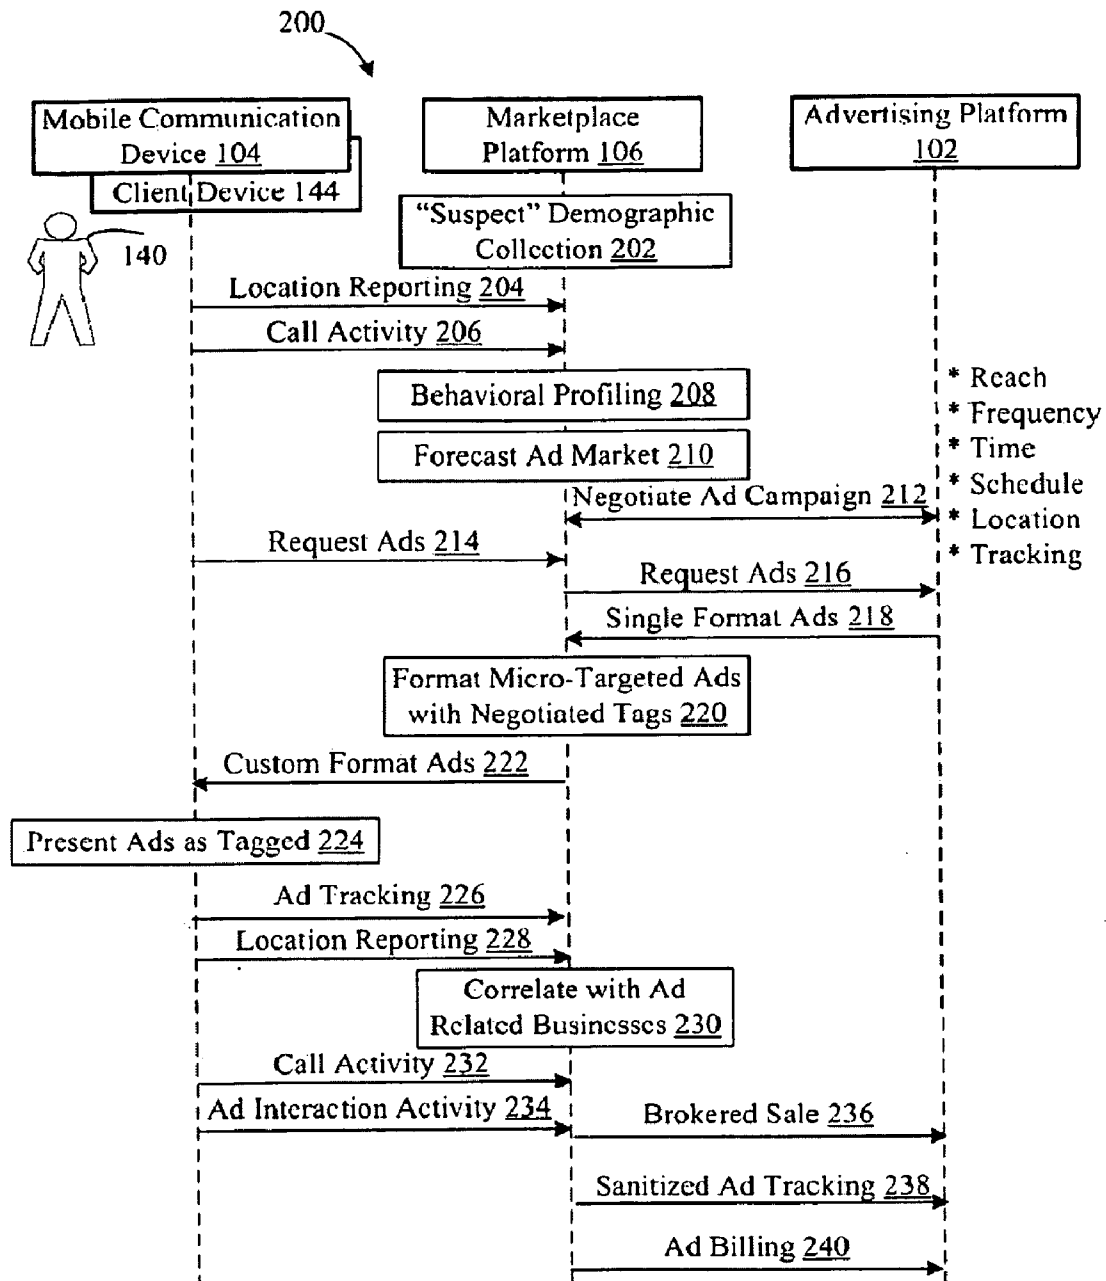 200
Mobile Communication
Device 104
Client Device 144
Marketplace
Platform 106
Advertising Platform
102
140
"Suspect" Demographic
Collection 202
Location Reporting 204
Call Activity 206
Behavioral Profiling 208
Forecast Ad Market 210
* Reach
* Frequency
* Time
* Schedule
* Location
* Tracking
Negotiate Ad Campaign 212
Request Ads 214
Request Ads 216
Single Format Ads 218
Format Micro-Targeted Ads
with Negotiated Tags 220
Custom Format Ads 222
Present Ads as Tagged 224
Ad Tracking 226
Location Reporting 228
Correlate with Ad
Related Businesses 230
Call Activity 232
Ad Interaction Activity 234
Brokered Sale 236
Sanitized Ad Tracking 238
Ad Billing 240